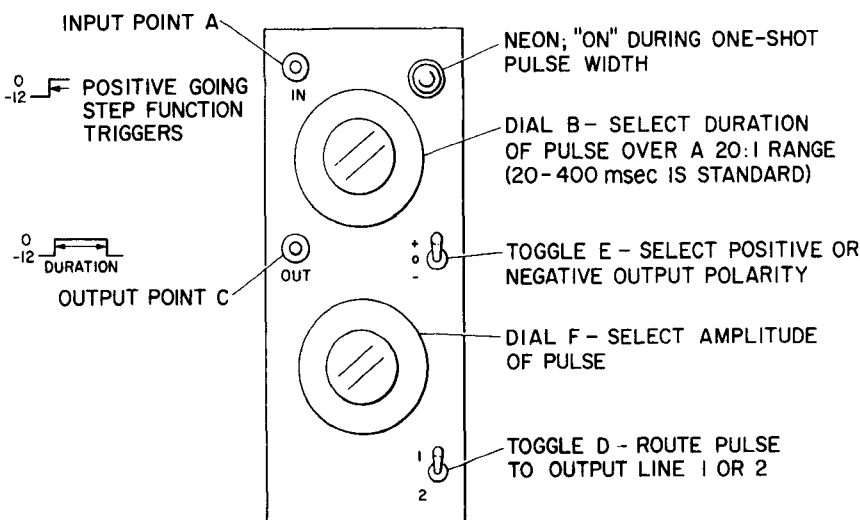 INPUT POINT A
0
-12
POSITIVE GOING
STEP FUNCTION
TRIGGERS
IN
NEON; "ON" DURING ONE-SHOT
PULSE WIDTH
DIAL B - SELECT DURATION
OF PULSE OVER A 20:1 RANGE
(20-400 msec IS STANDARD)
0
-12
DURATION
OUTPUT POINT C
OUT
+
0
-
TOGGLE E - SELECT POSITIVE OR
NEGATIVE OUTPUT POLARITY
DIAL F - SELECT AMPLITUDE
OF PULSE
1
2
TOGGLE D - ROUTE PULSE
TO OUTPUT LINE 1 OR 2